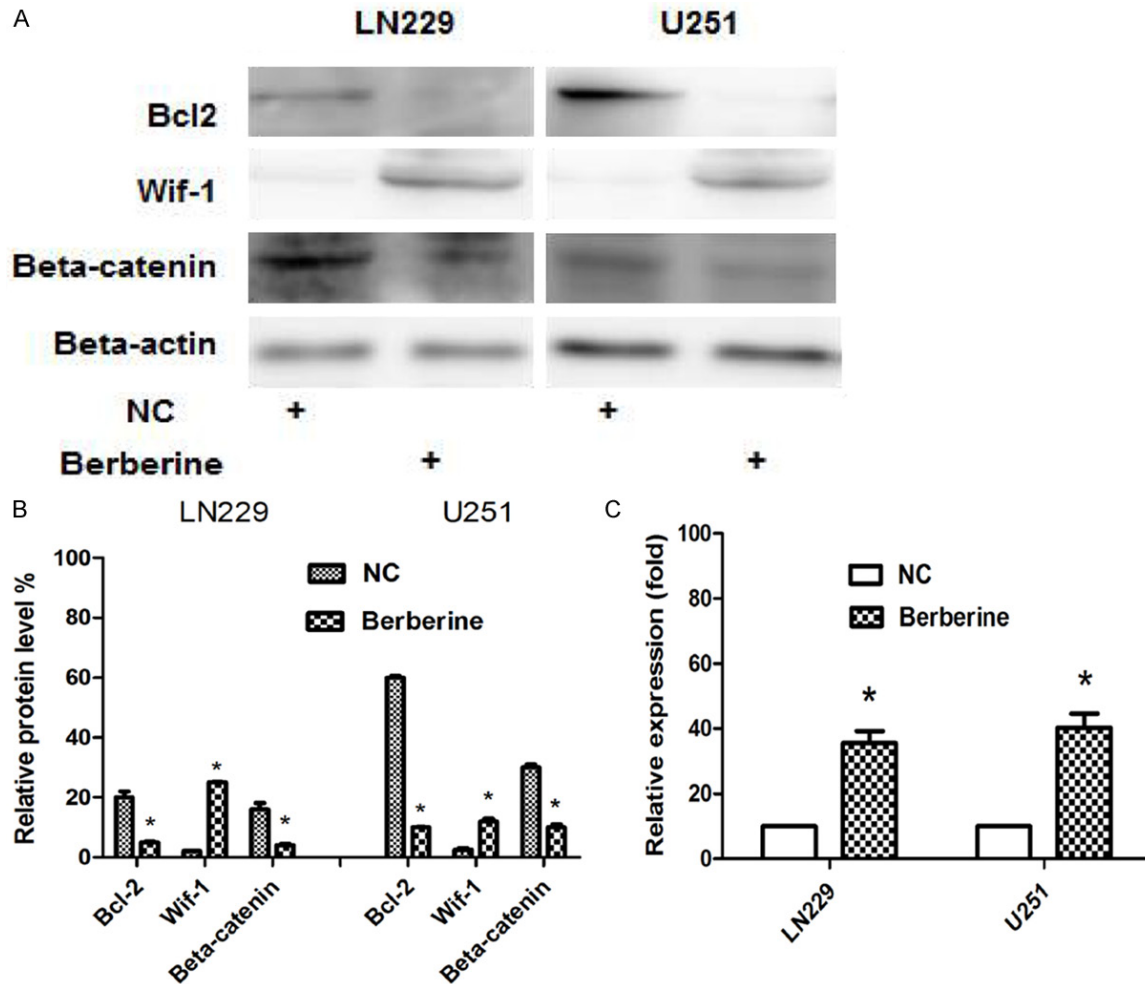 A
LN229 U251
Bcl2
Wif-1
Beta-catenin
Beta-actin
NC + +
Berberine + +
B
LN229 U251
Relative protein level %
100
80
60
40
20
0
NC
Berberine
* * * * * *
Bcl-2 Wif-1 Beta-catenin Bcl-2 Wif-1 Beta-catenin
C
Relative expression (fold)
100
80
60
40
20
0
NC
Berberine
* *
LN229 U251